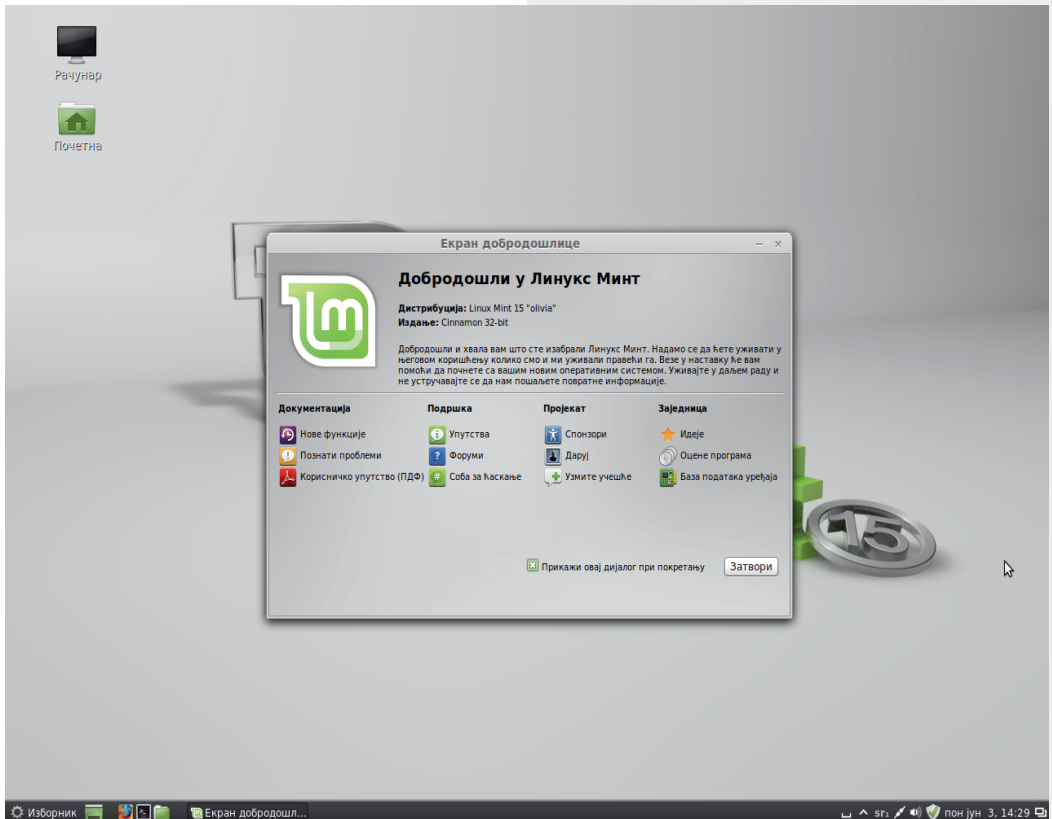 Рачунар
Почетна
Екран добродошлице
Добродошли у Линукс Минт
Дистрибуција: Linux Mint 15 "olivia"
Издање: Cinnamon 32-bit
Добродошли и хвала вам што сте изабрали Линукс Минт. Надамо се да ћете уживати у
његовом коришћењу колико смо и ми уживали правећи га. Везе у наставку ће вам
помоћи да почнете са вашим новим оперативним системом. Уживајте у даљем раду и
не устручавајте се да нам пошаљете повратне информације.
Документација
Нове функције
Познати проблеми
Корисничко упутство (ПДФ)
Подршка
Упутства
Форуми
Соба за ћаскање
Пројекат
Спонзори
Даруј
Узмите учешће
Заједница
Идеје
Оцене програма
База података уређаја
15
Прикажи овај дијалог при покретању
Затвори
Изборник
Екран добродошл...
sr₁
пон јун 3, 14:29